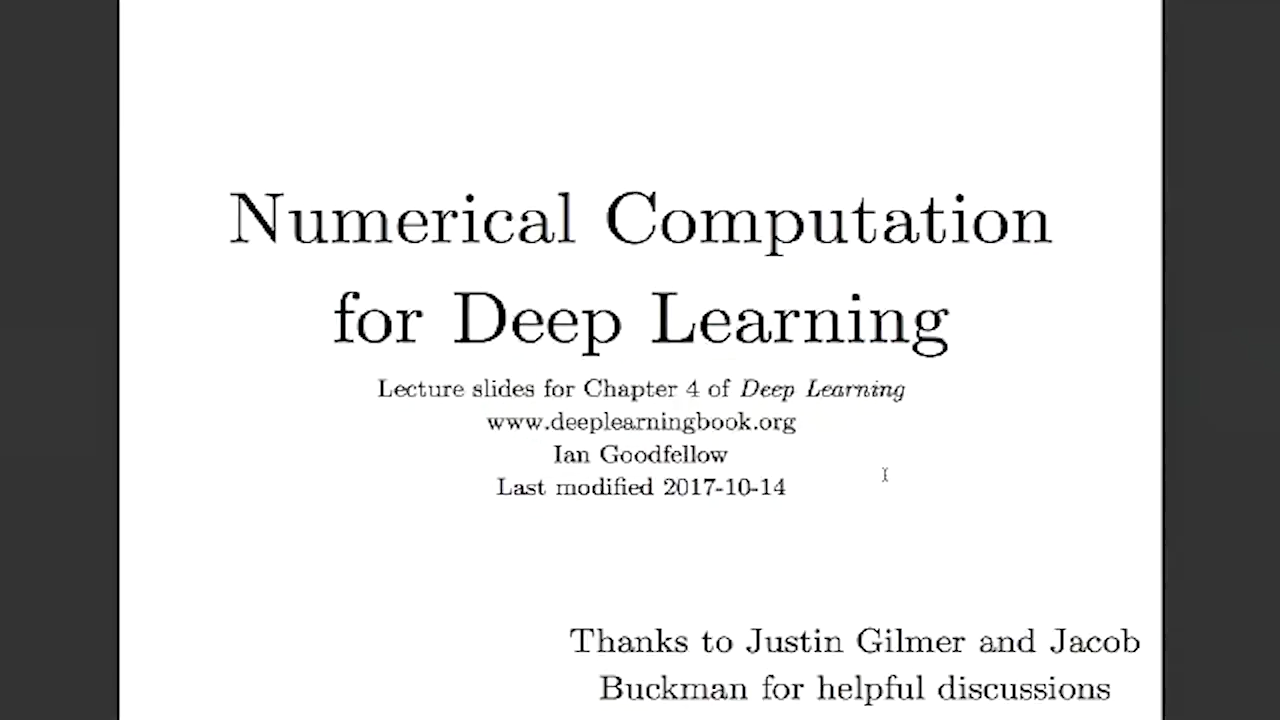 Numerical Computation
for Deep Learning
Lecture slides for Chapter 4 of Deep Learning
www.deeplearningbook.org
Ian Goodfellow
Last modified 2017-10-14
Thanks to Justin Gilmer and Jacob
Buckman for helpful discussions